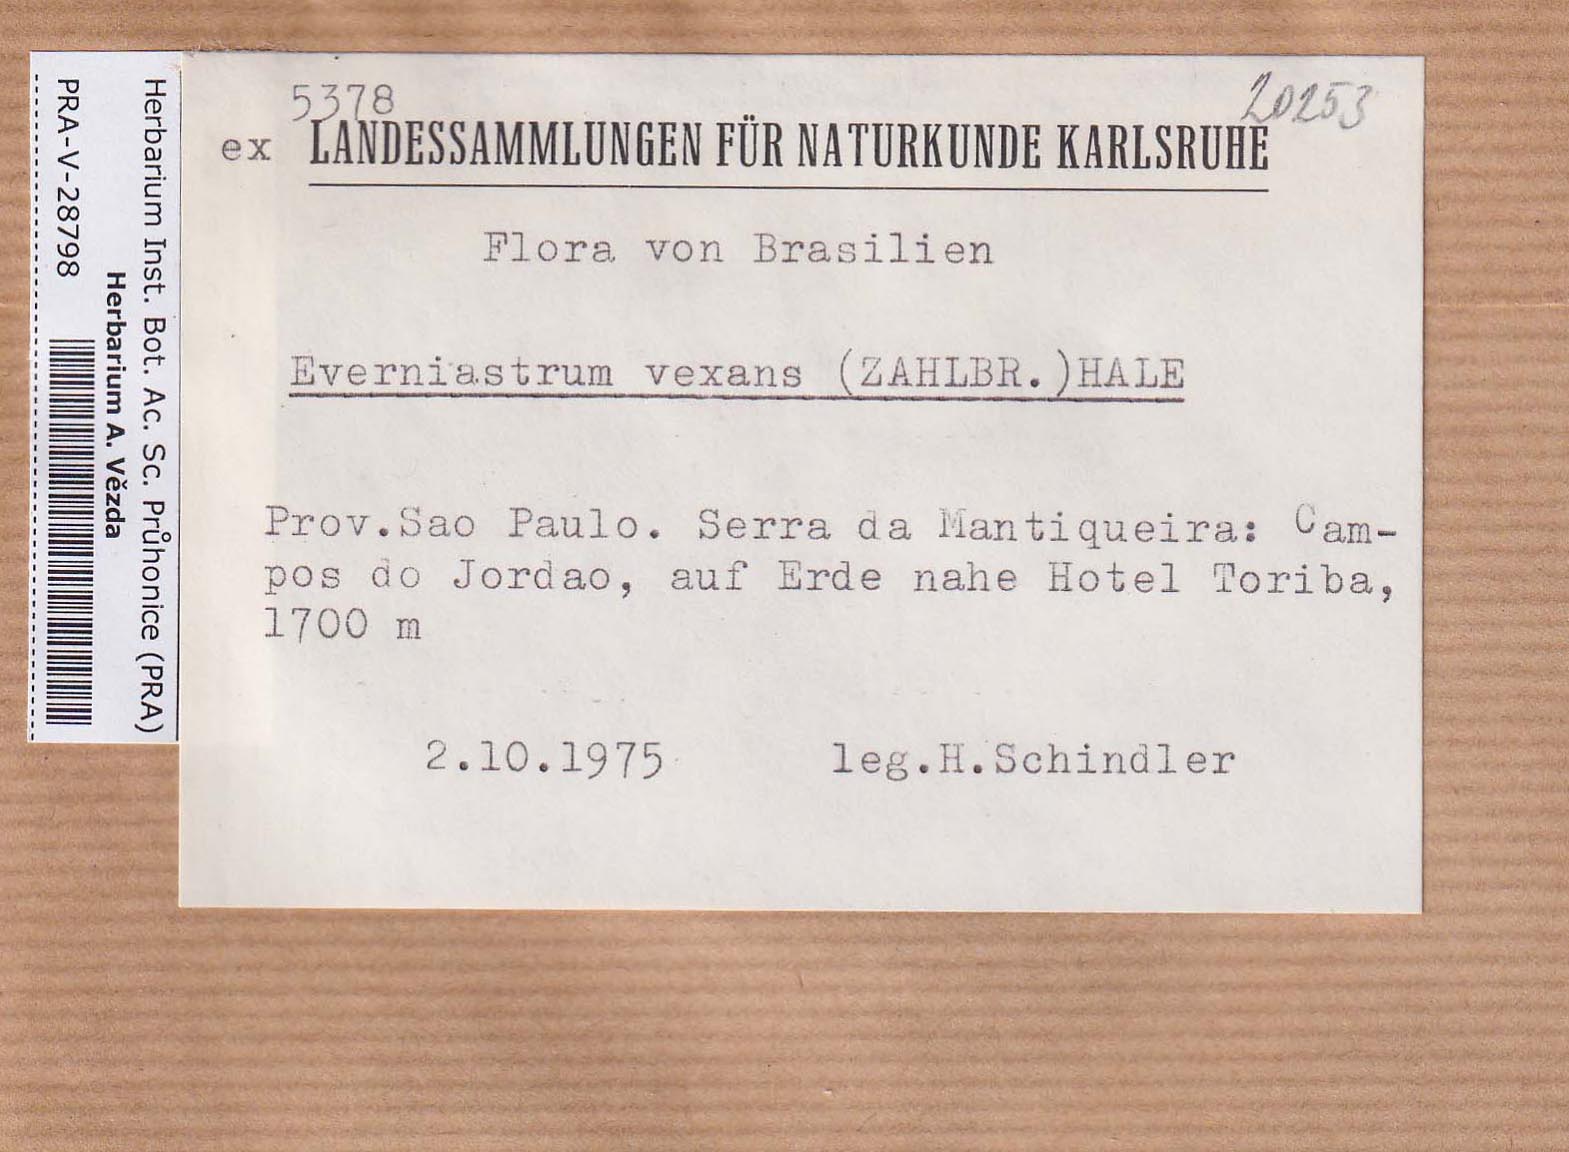 Herbarium Inst. Bot. Ac. Sc. Průhonice (PRA)
Herbarium A. Vězda
PRA-V-28798
5378
20253
ex LANDESSAMMLUNGEN FÜR NATURKUNDE KARLSRUHE
Flora von Brasilien
Everniastrum vexans (ZAHLBR.)HALE
Prov.Sao Paulo. Serra da Mantiqueira: Cam-
pos do Jordao, auf Erde nahe Hotel Toriba,
1700 m
2.10.1975 leg.H.Schindler